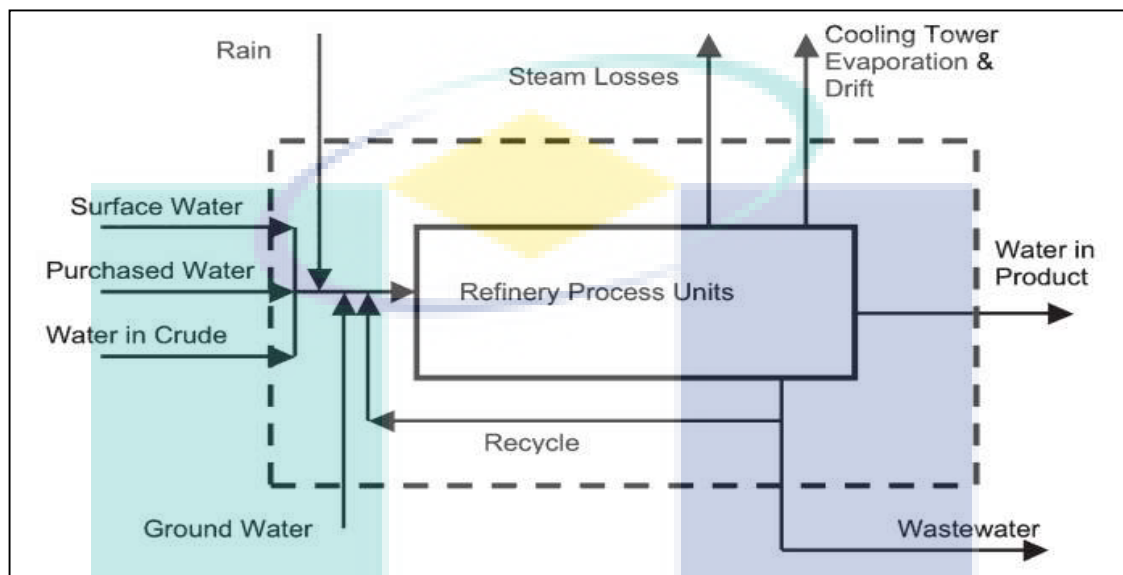 Rain
Steam Losses
Cooling Tower
Evaporation &
Drift
Surface Water
Purchased Water
Water in Crude
Refinery Process Units
Water in
Product
Recycle
Ground Water
Wastewater